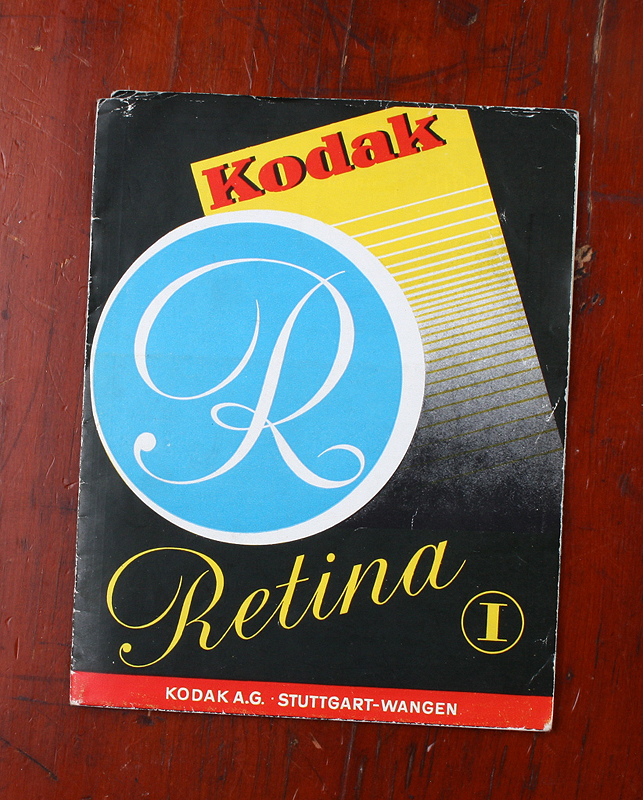 Kodak
R
Retina
I
KODAK A.G. · STUTTGART-WANGEN